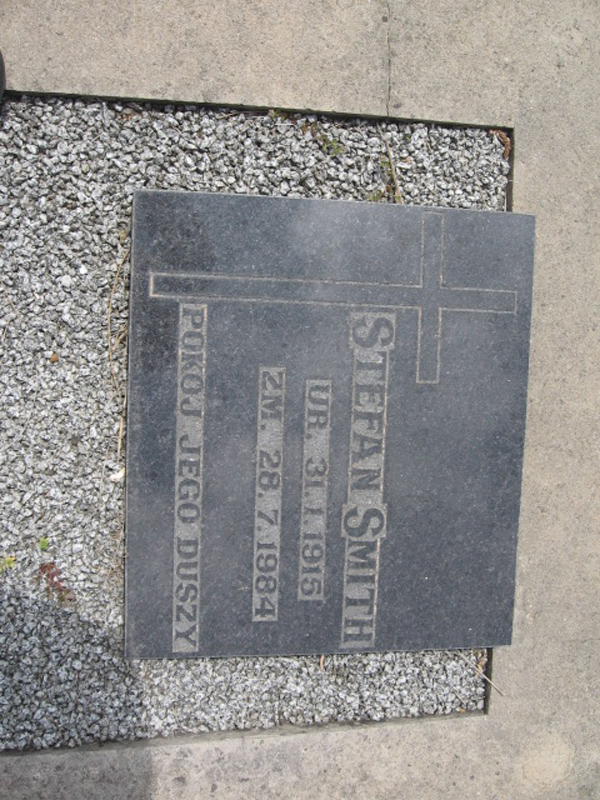 STEFAN SMITH
UR. 31.1.1915
ZM. 28.7.1984
POKÓJ JEGO DUSZY